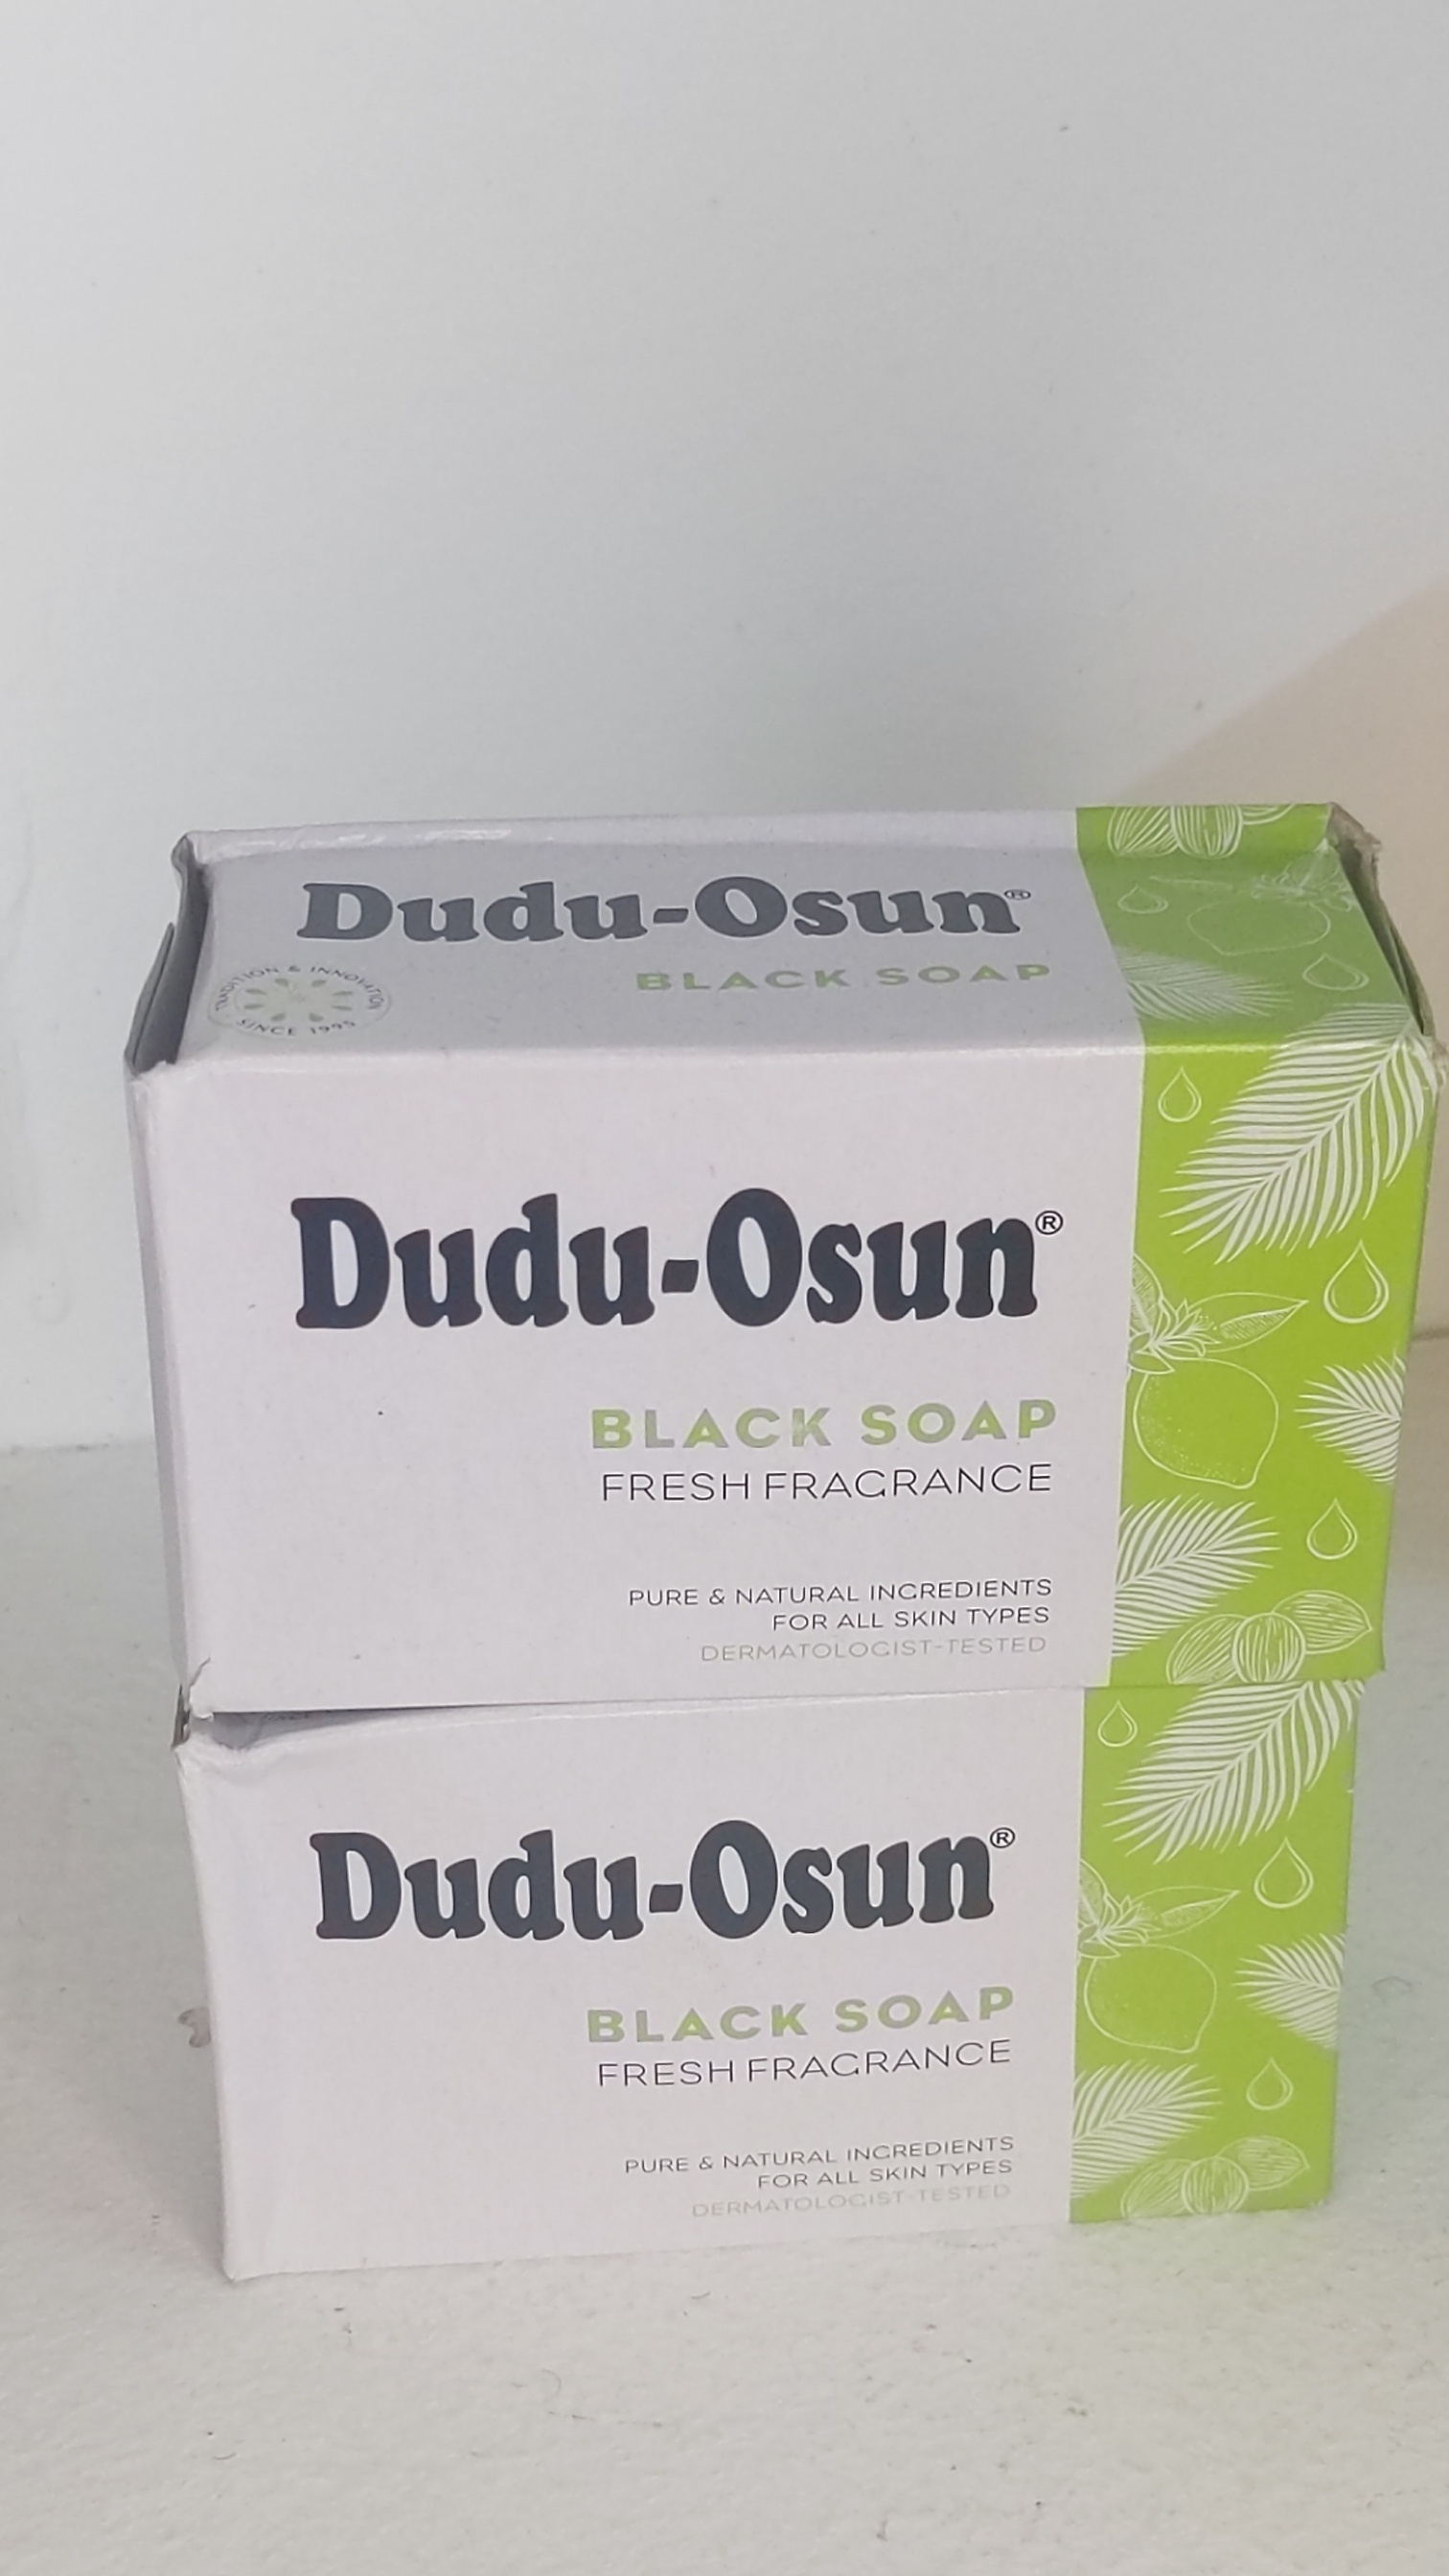 Dudu-Osun®
BLACK SOAP
TRADITION & INNOVATION
SINCE 1995
Dudu-Osun®
BLACK SOAP
FRESH FRAGRANCE
PURE & NATURAL INGREDIENTS
FOR ALL SKIN TYPES
DERMATOLOGIST-TESTED
Dudu-Osun®
BLACK SOAP
FRESH FRAGRANCE
PURE & NATURAL INGREDIENTS
FOR ALL SKIN TYPES
DERMATOLOGIST-TESTED